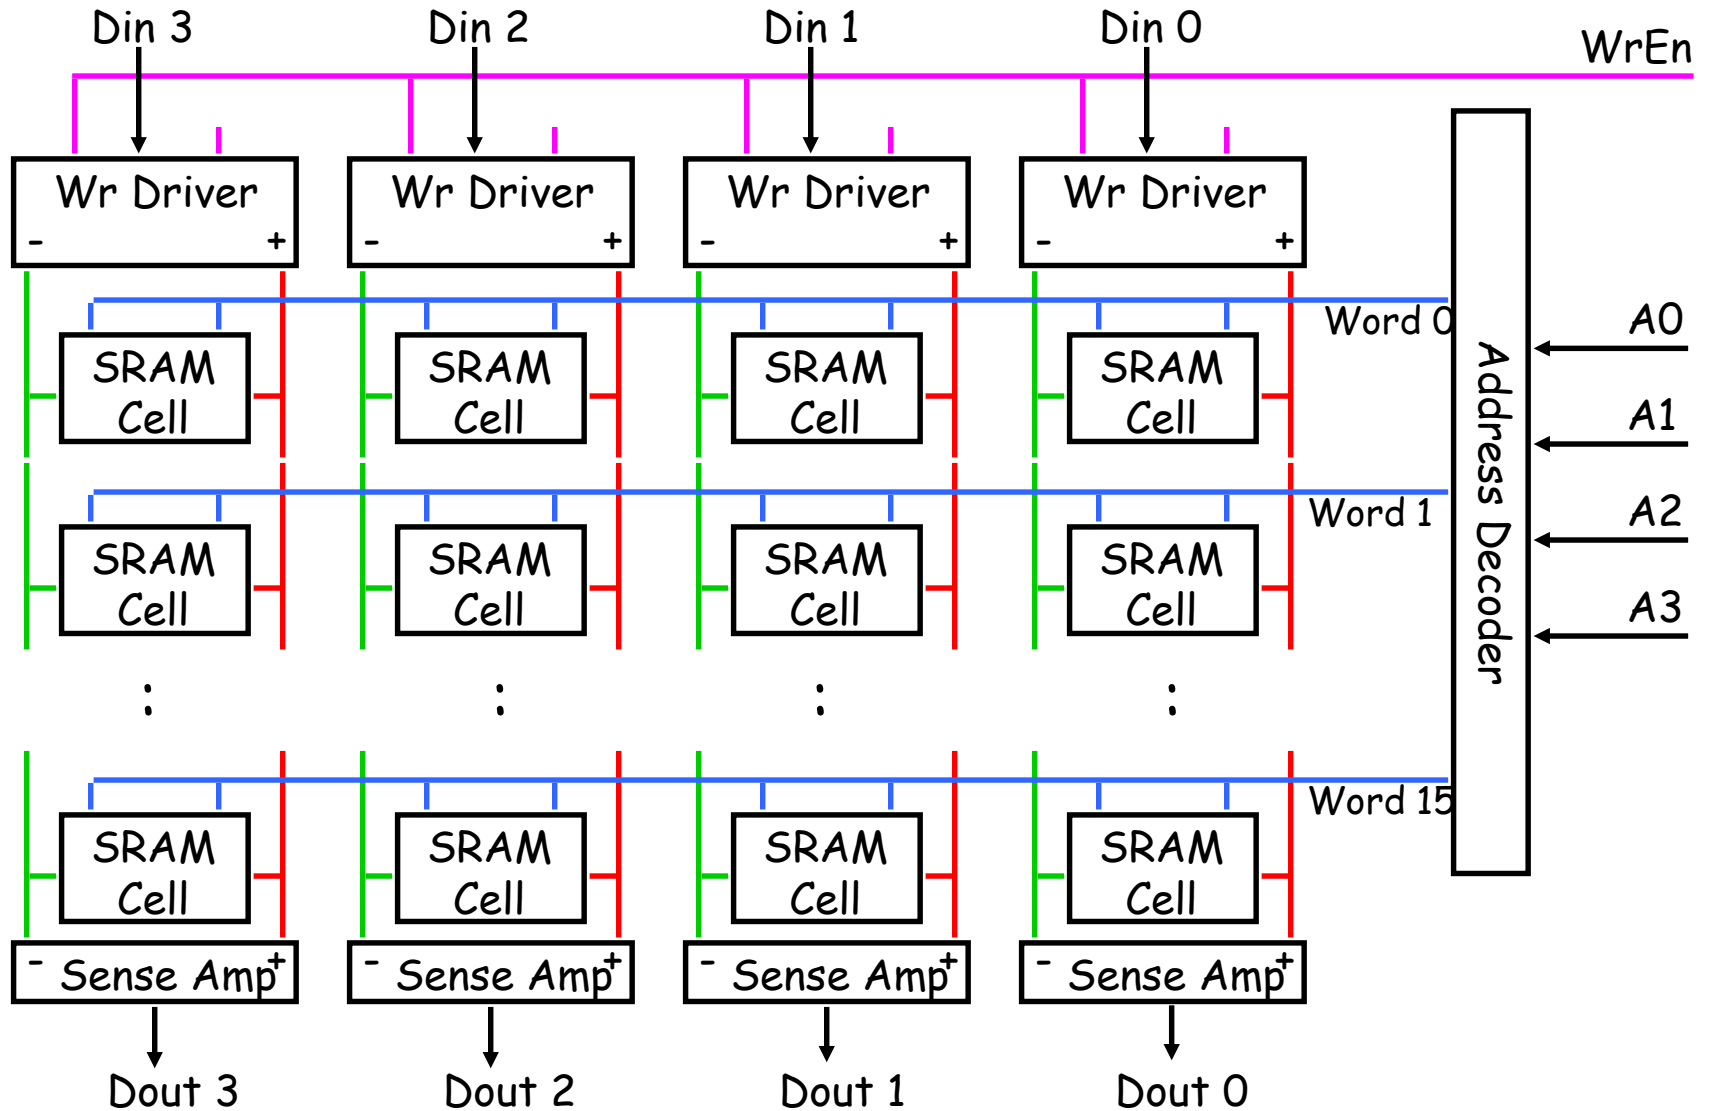 Din 3 Din 2 Din 1 Din 0 WrEn
Wr Driver Wr Driver Wr Driver Wr Driver
- + - + - + - +
Word 0 A0
SRAM SRAM SRAM SRAM
Cell Cell Cell Cell
A1
Address Decoder
Word 1 A2
SRAM SRAM SRAM SRAM
Cell Cell Cell Cell
A3
: : : :
Word 15
SRAM SRAM SRAM SRAM
Cell Cell Cell Cell
- Sense Amp + - Sense Amp + - Sense Amp + - Sense Amp +
Dout 3 Dout 2 Dout 1 Dout 0